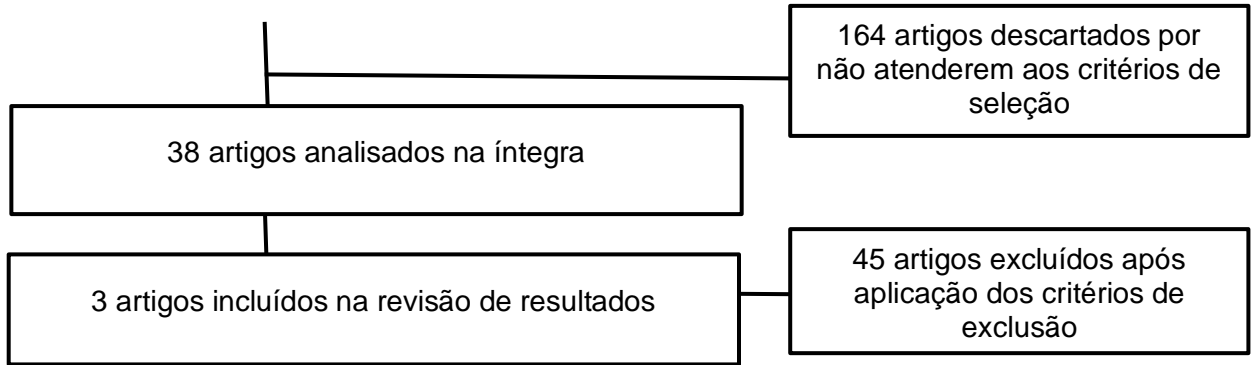 164 artigos descartados por
não atenderem aos critérios de
seleção
38 artigos analisados na íntegra
3 artigos incluídos na revisão de resultados
45 artigos excluídos após
aplicação dos critérios de
exclusão